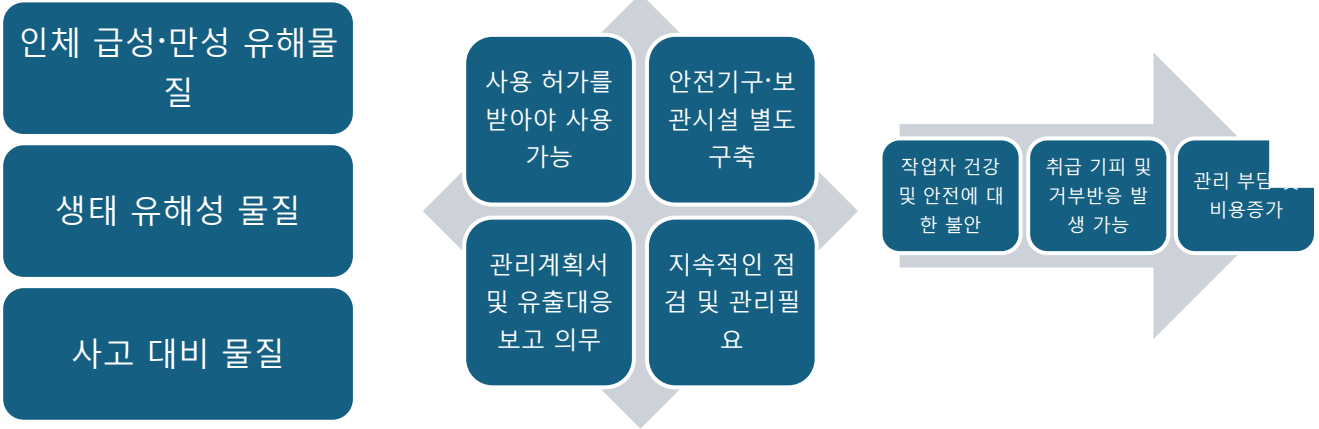 인체 급성·만성 유해물
질
생태 유해성 물질
사고 대비 물질
사용 허가를
받아야 사용
가능
안전기구·보
관시설 별도
구축
관리계획서
및 유출대응
보고 의무
지속적인 점
검 및 관리필
요
작업자 건강
및 안전에 대
한 불안
취급 기피 및
거부반응 발
생 가능
관리 부담
비용증가